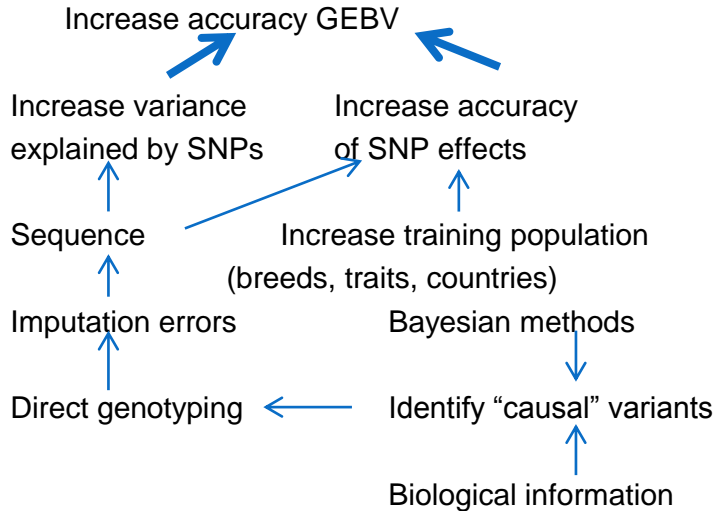 Increase accuracy GEBV
Increase variance
explained by SNPs
Increase accuracy
of SNP effects
Sequence
Increase training population
(breeds, traits, countries)
Imputation errors
Bayesian methods
Direct genotyping
Identify “causal” variants
Biological information